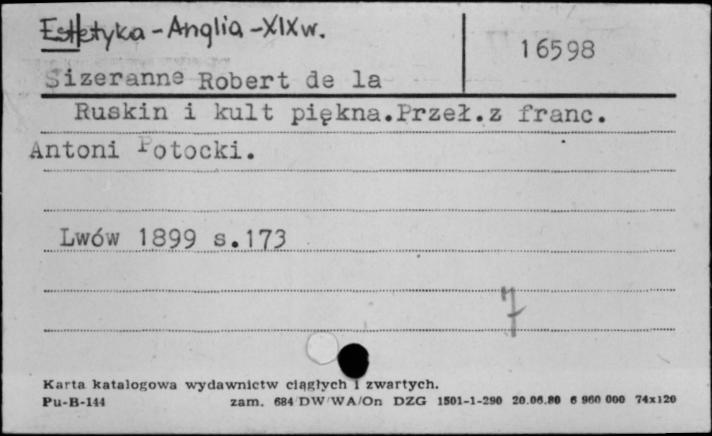 Estetyka - Anglia - XIX w.
16598
Sizeranne Robert de la
Ruskin i kult piękna.Przeł.z franc.
Antoni Potocki.
Lwów 1899 s.173
7
Karta katalogowa wydawnictw ciągłych i zwartych.
Pu-B-144 zam. 684 DW WA/On DZG 1501-1-290 20.06.80 6 960 000 74x120